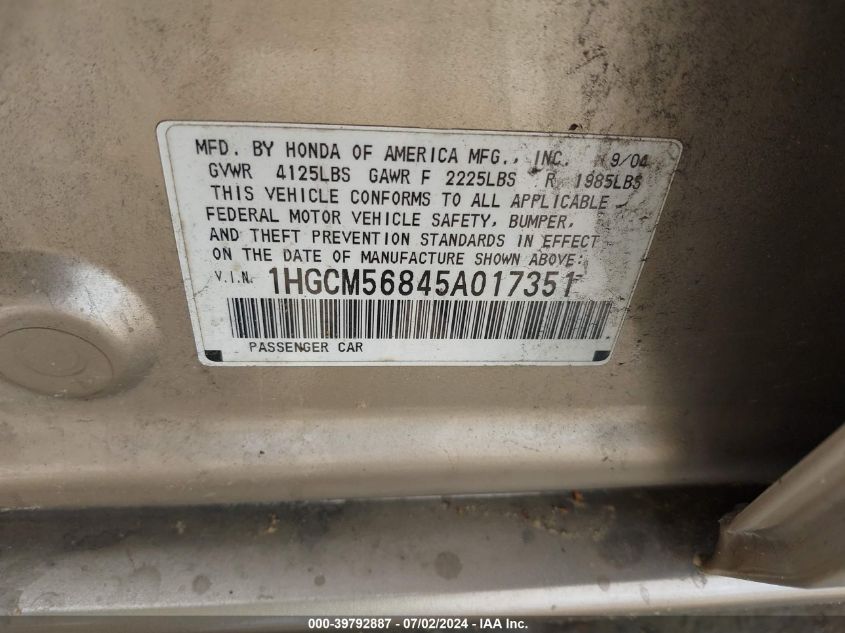 MFD. BY HONDA OF AMERICA MFG., INC. 9/04
GVWR 4125LBS GAWR F 2225LBS R 1985LBS
THIS VEHICLE CONFORMS TO ALL APPLICABLE
FEDERAL MOTOR VEHICLE SAFETY, BUMPER,
AND THEFT PREVENTION STANDARDS IN EFFECT
ON THE DATE OF MANUFACTURE SHOWN ABOVE:
V.I.N. 1HGCM56845A017351
PASSENGER CAR
000-39792887 - 07/02/2024 - IAA Inc.